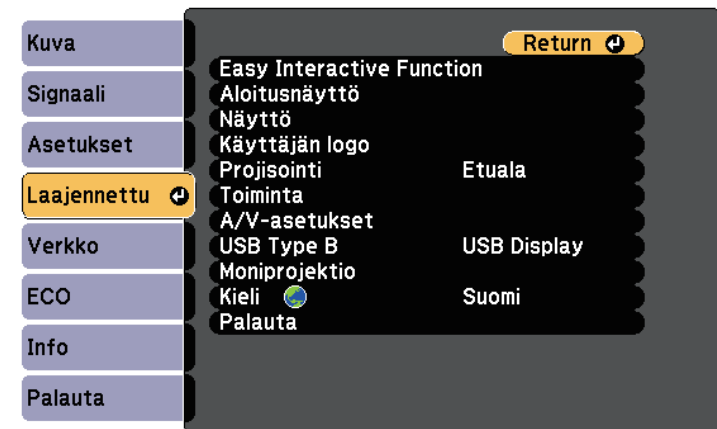 Kuva
Signaali
Asetukset
Laajennettu
Verkko
ECO
Info
Palauta
Return
Easy Interactive Function
Aloitusnäyttö
Näyttö
Käyttäjän logo
Projisointi Etuala
Toiminta
A/V-asetukset
USB Type B USB Display
Moniprojektio
Kieli Suomi
Palauta